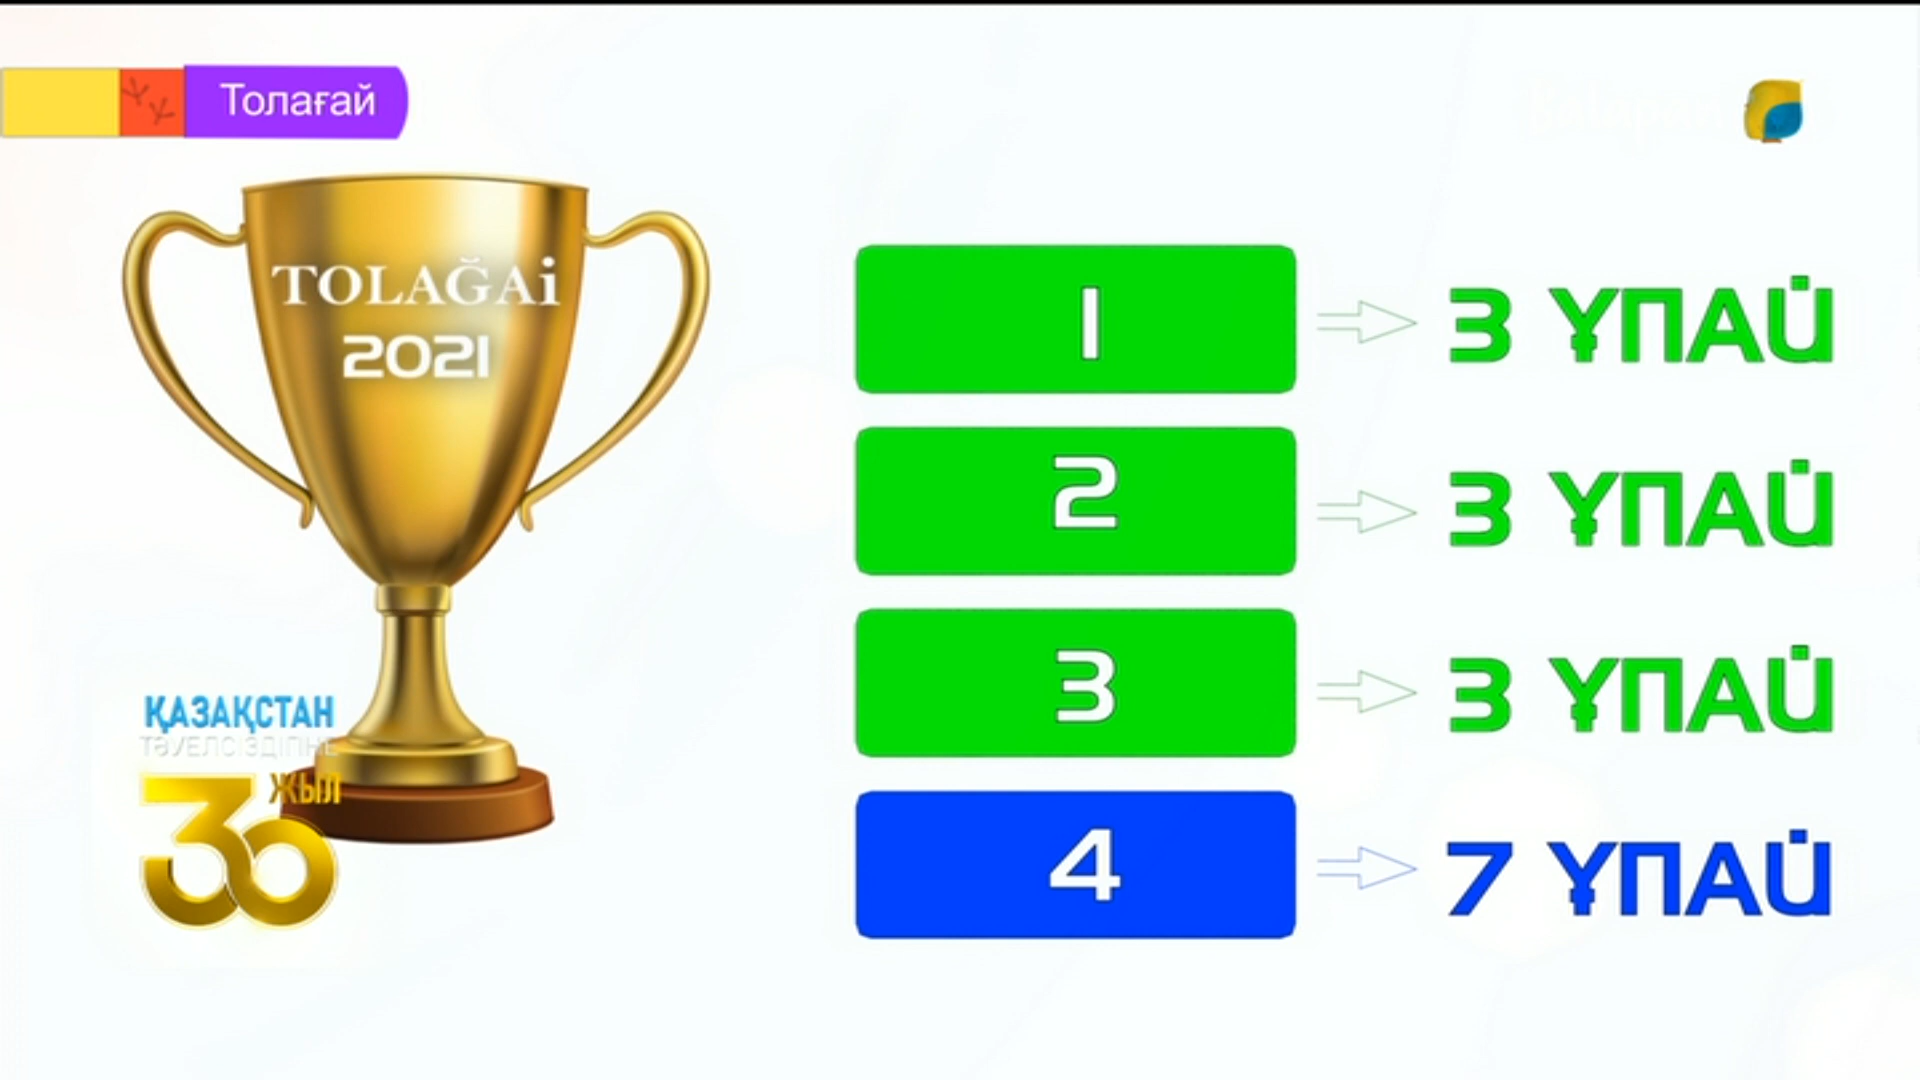 Толағай
TOLAĞAi
2021
1 3 ҰПАЙ
2 3 ҰПАЙ
3 3 ҰПАЙ
4 7 ҰПАЙ
ҚАЗАҚСТАН
ТӘУЕЛСІЗДІГІНЕ
30 ЖЫЛ